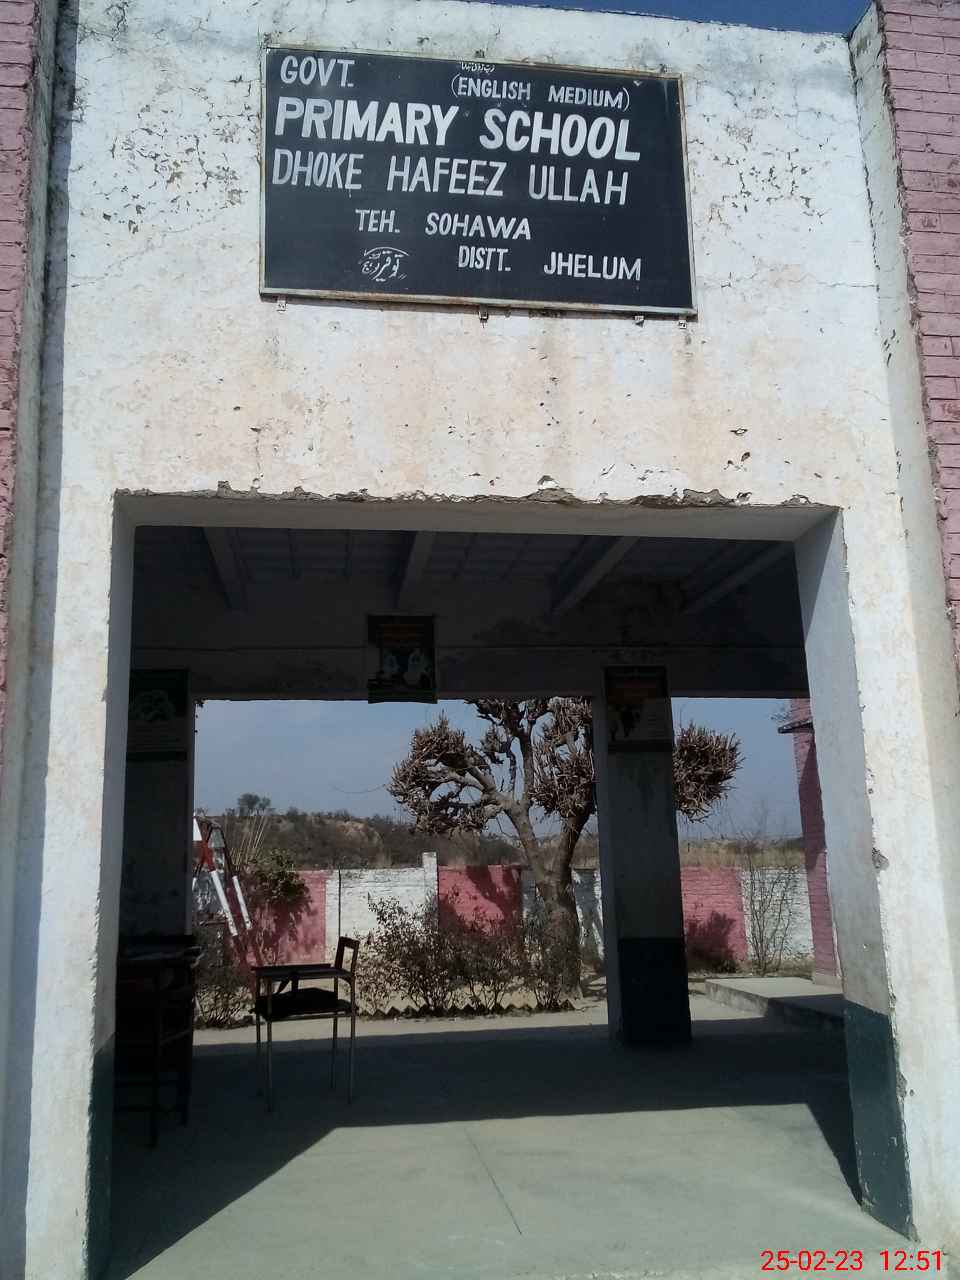 GOVT.
(ENGLISH MEDIUM)
PRIMARY SCHOOL
DHOKE HAFEEZ ULLAH
TEH. SOHAWA
DISTT. JHELUM
25-02-23 12:51